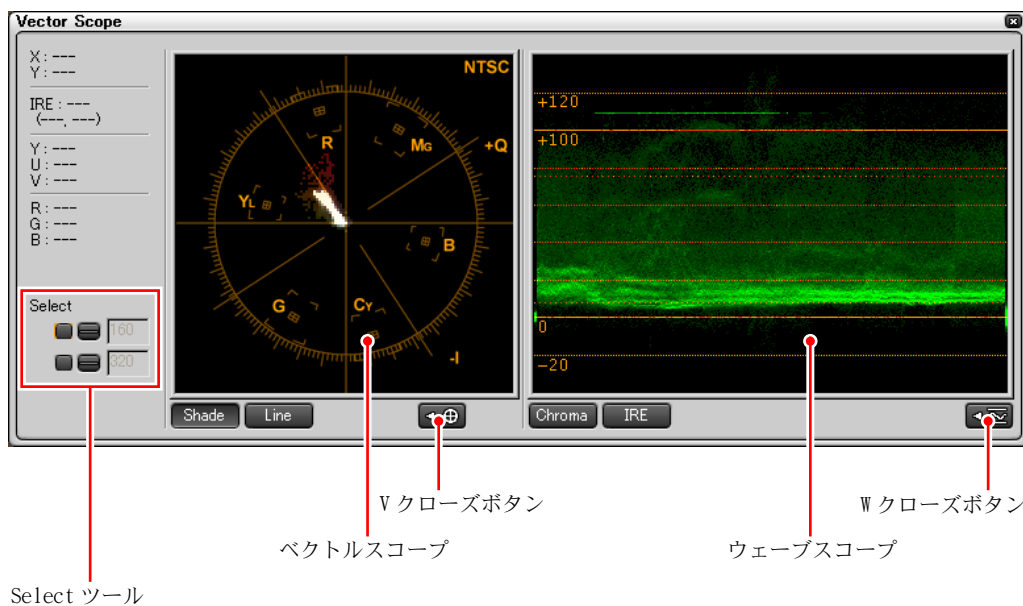 Vector Scope
X : ---
Y : ---
IRE : ---
(---, ---)
Y : ---
U : ---
V : ---
R : ---
G : ---
B : ---
Select
160
320
NTSC
R
MG
+Q
YL
B
G
CY
-I
Shade
Line
+120
+100
0
-20
Chroma
IRE
V クローズボタン
W クローズボタン
ベクトルスコープ
ウェーブスコープ
Select ツール